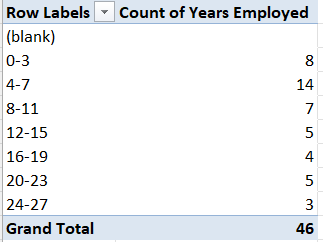 Row Labels Count of Years Employed
(blank)
0-3 8
4-7 14
8-11 7
12-15 5
16-19 4
20-23 5
24-27 3
Grand Total 46